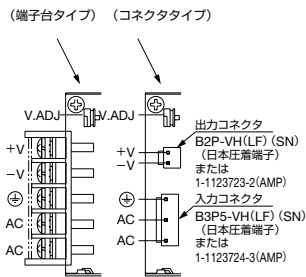 （端子台タイプ）
（コネクタタイプ）
V.ADJ
V.ADJ
+V
−V
AC
AC
+V
−V
AC
AC
出力コネクタ
B2P-VH(LF) (SN)
（日本圧着端子）
または
1-1123723-2(AMP)
入力コネクタ
B3P5-VH(LF) (SN)
（日本圧着端子）
または
1-1123724-3(AMP)